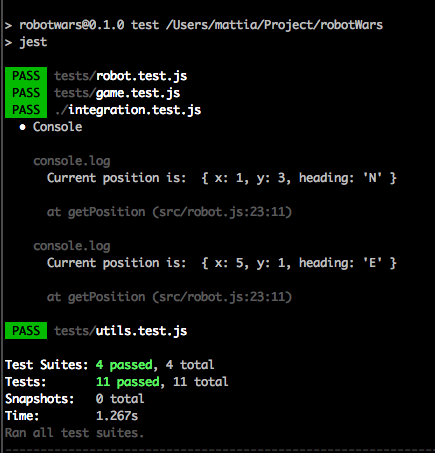 > robotwars@0.1.0 test /Users/mattia/Project/robotWars
> jest
PASS tests/robot.test.js
PASS tests/game.test.js
PASS ./integration.test.js
● Console
console.log
Current position is:  { x: 1, y: 3, heading: 'N' }
at getPosition (src/robot.js:23:11)
console.log
Current position is:  { x: 5, y: 1, heading: 'E' }
at getPosition (src/robot.js:23:11)
PASS tests/utils.test.js
Test Suites: 4 passed, 4 total
Tests:       11 passed, 11 total
Snapshots:   0 total
Time:        1.267s
Ran all test suites.